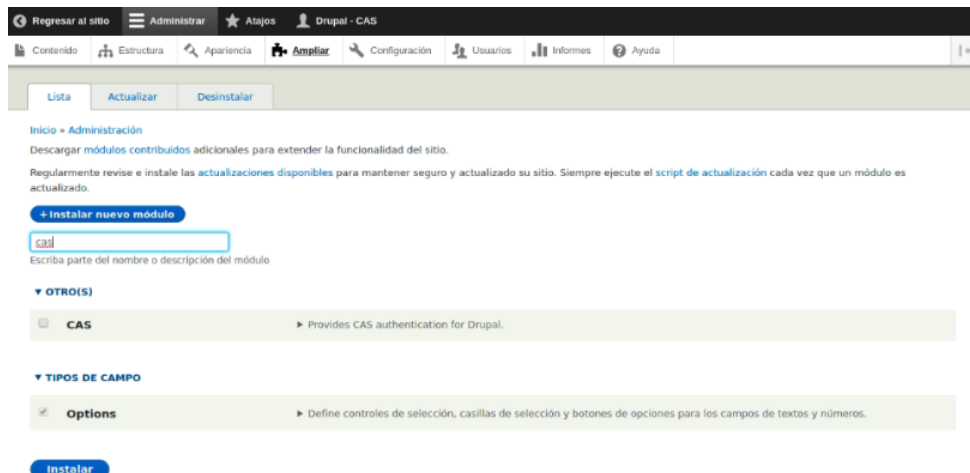 Regresar al sitio Administrar Atajos Drupal - CAS
Contenido Estructura Apariencia Ampliar Configuración Usuarios Informes Ayuda
Lista Actualizar Desinstalar
Inicio » Administración
Descargar módulos contribuidos adicionales para extender la funcionalidad del sitio.
Regularmente revise e instale las actualizaciones disponibles para mantener seguro y actualizado su sitio. Siempre ejecute el script de actualización cada vez que un módulo es
actualizado.
+ Instalar nuevo módulo
cas
Escriba parte del nombre o descripción del módulo
▼ OTRO(S)
CAS ▶ Provides CAS authentication for Drupal.
▼ TIPOS DE CAMPO
Options ▶ Define controles de selección, casillas de selección y botones de opciones para los campos de textos y números.
Instalar